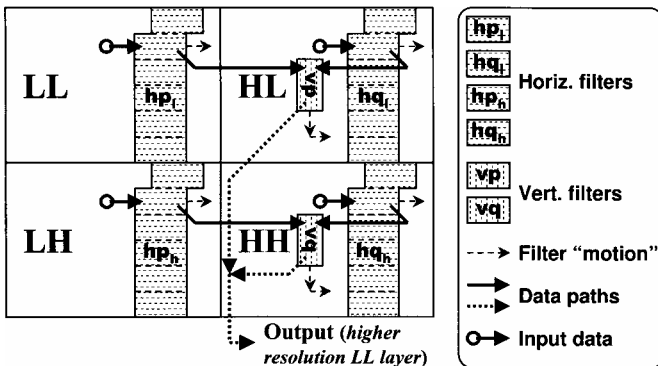 LL
hp_l
HL
vp
hq_l
LH
hp_h
HH
vq
hq_h
Output (higher
resolution LL layer)
hp_l
hq_l
hp_h
hq_h
Horiz. filters
vp
vq
Vert. filters
Filter “motion”
Data paths
Input data